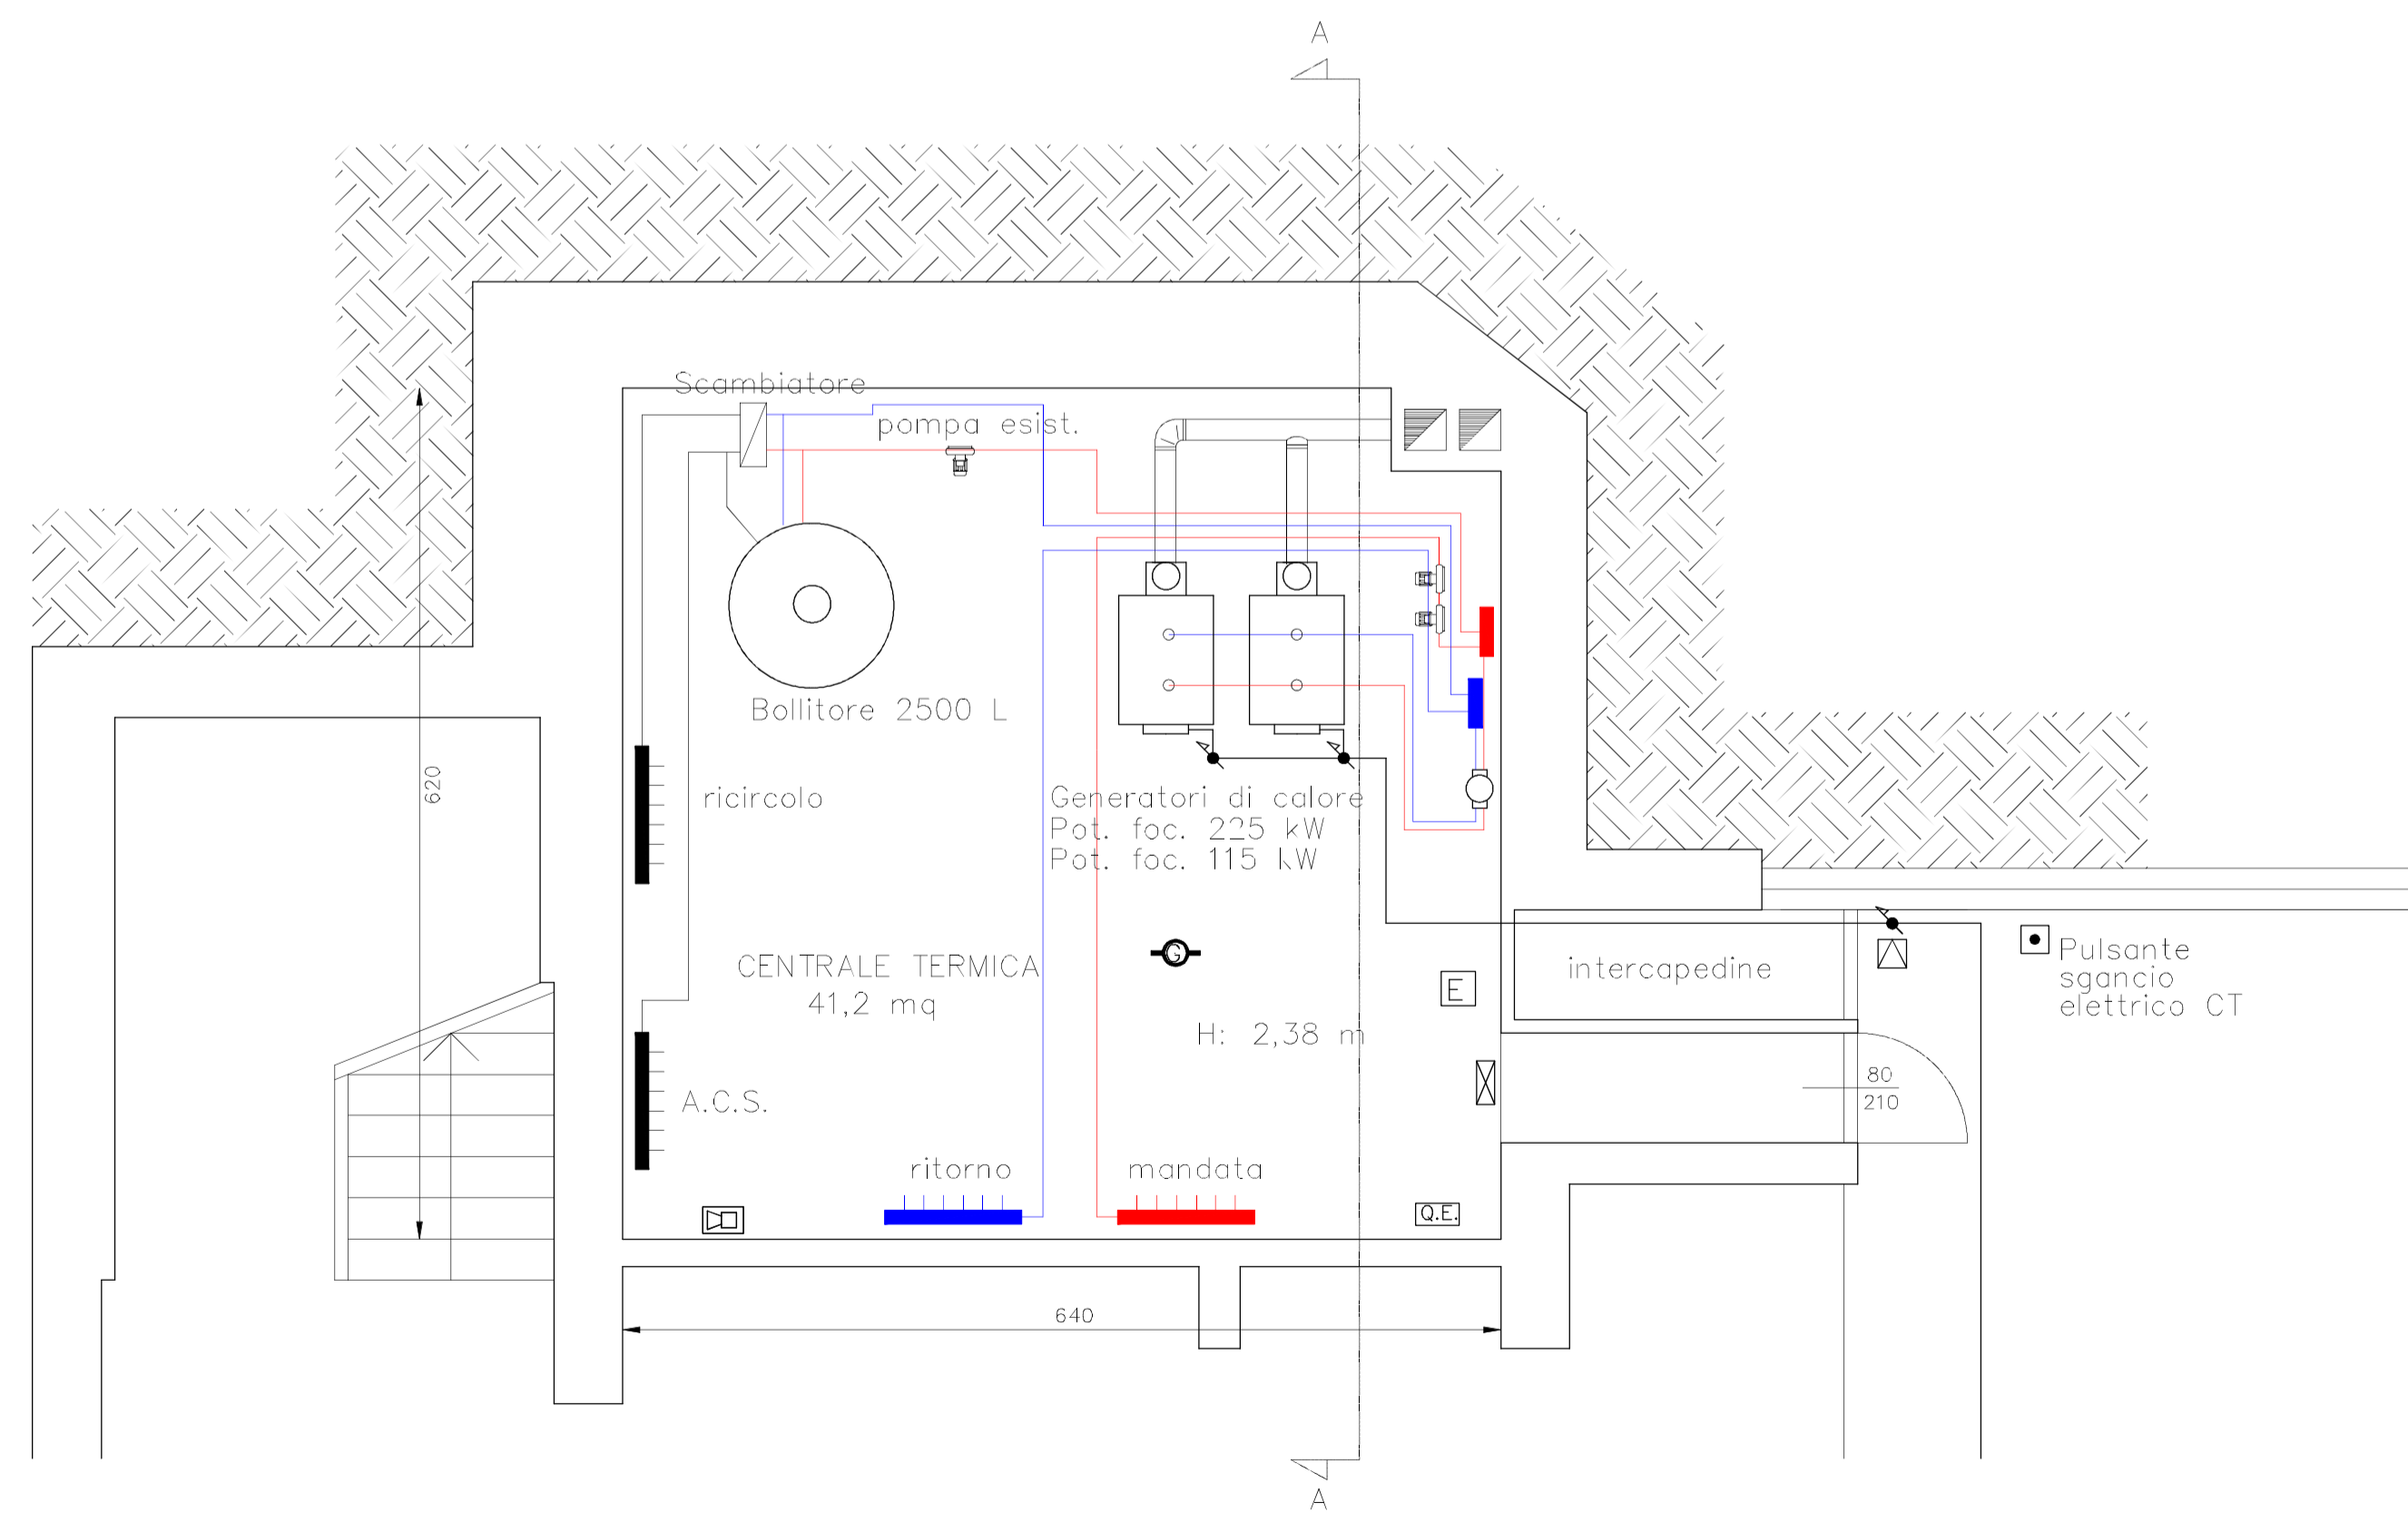 A
Scambiatore
pompa esist.
Bollitore 2500 L
620
ricircolo
Generatori di calore
Pot. foc. 225 kW
Pot. foc. 115 kW
CENTRALE TERMICA
41,2 mq
G
E
intercapedine
Pulsante
sgancio
elettrico CT
H: 2,38 m
80
210
A.C.S.
ritorno
mandata
Q.E.
640
A